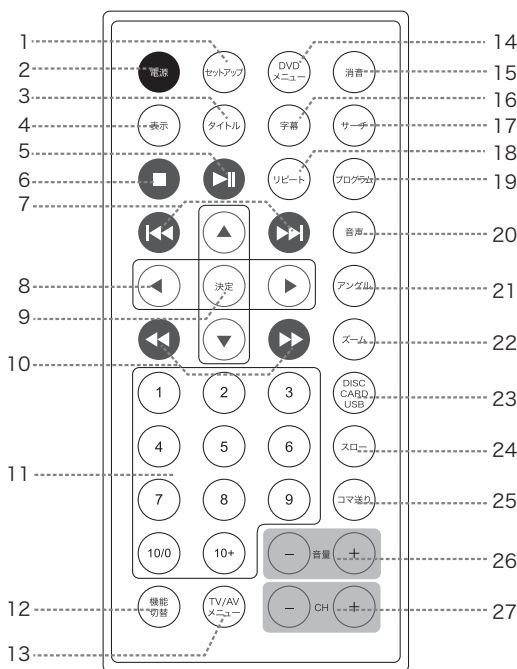 1
2
3
4
5
6
7
8
9
10
11
12
13
電源
セットアップ
DVD
メニュー
消音
表示
タイトル
字幕
サーチ
リピート
プログラム
音声
決定
アングル
ズーム
1
2
3
DISC
CARD
USB
4
5
6
スロー
7
8
9
コマ送り
10/0
10+
− 音量 +
機能
切替
TV/AV
メニュー
− CH +
14
15
16
17
18
19
20
21
22
23
24
25
26
27